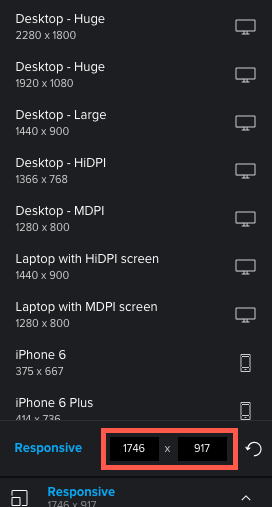 Desktop - Huge
2280 x 1800
Desktop - Huge
1920 x 1080
Desktop - Large
1440 x 900
Desktop - HiDPI
1366 x 768
Desktop - MDPI
1280 x 800
Laptop with HiDPI screen
1440 x 900
Laptop with MDPI screen
1280 x 800
iPhone 6
375 x 667
iPhone 6 Plus
414 x 736
Responsive 1746 x 917
Responsive
1746 x 917